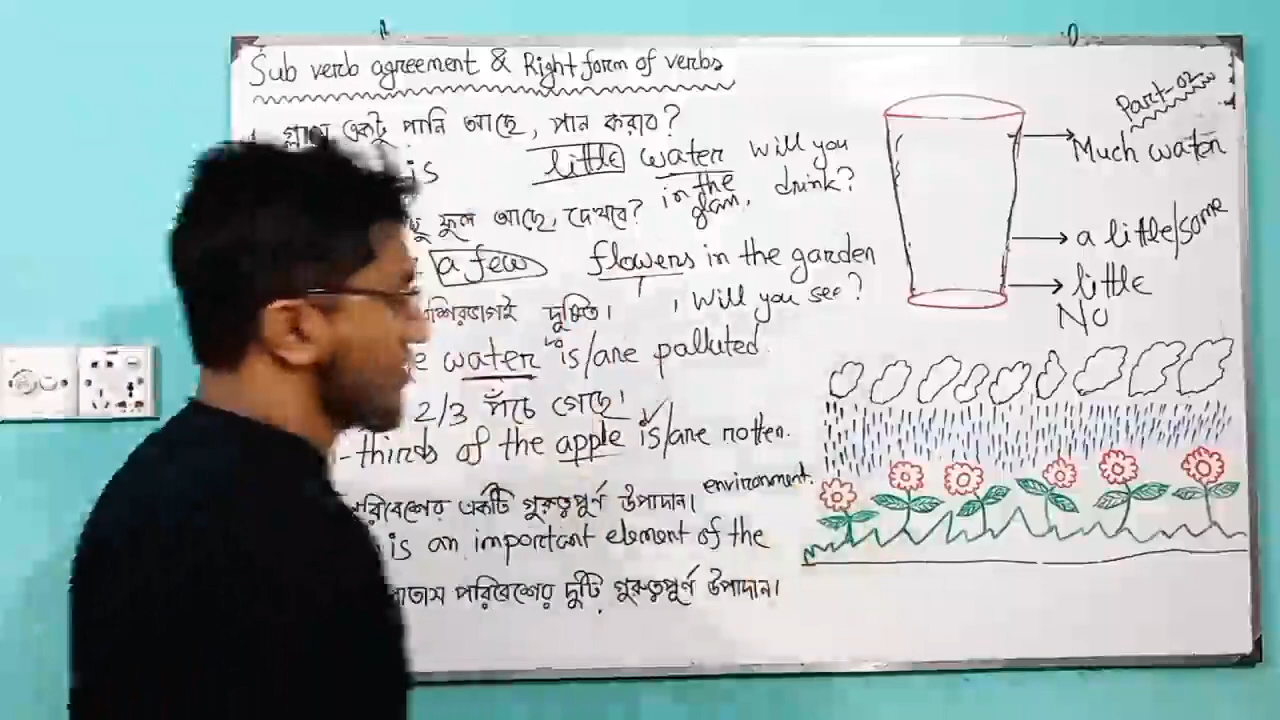 Sub verb agreement & Right form of verbs
Part-02
একটু পানি আছে, পান করবে?
is little water will you
in the drink?
glass,
ফুল আছে, দেখবে?
a few flowers in the garden
, will you see?
বেশিরভাগই দূষিত।
water is/are palluted.
2/3 পঁচে গেছে।
-thirds of the apple is/are rotten.
পরিবেশের একটি গুরুত্বপূর্ণ উপাদান।
environment.
is an important element of the
বাতাস পরিবেশের দুটি গুরুত্বপূর্ণ উপাদান।
Much water
a little/some
little
No